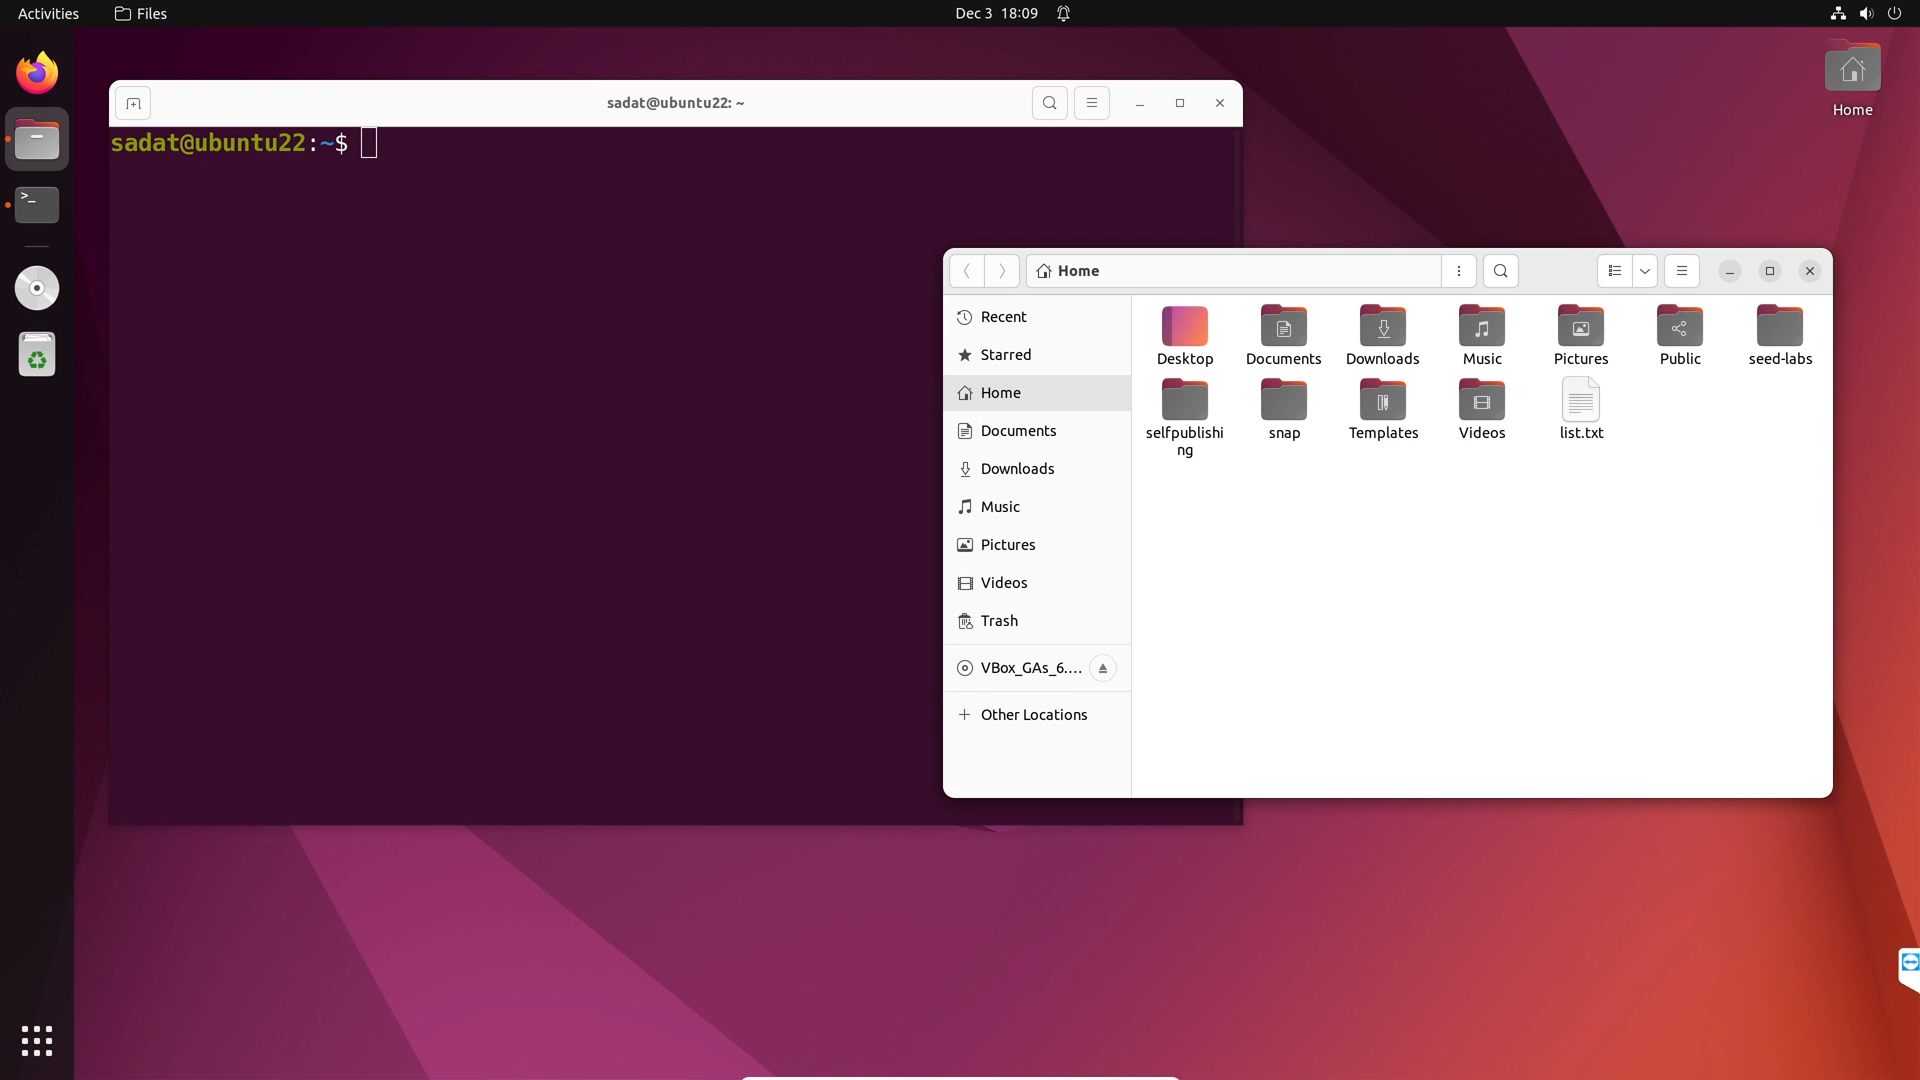 Activities
Files
Dec 3 18:09
Home
sadat@ubuntu22: ~
sadat@ubuntu22:~$
Home
Recent
Starred
Home
Documents
Downloads
Music
Pictures
Videos
Trash
VBox_GAs_6....
Other Locations
Desktop
Documents
Downloads
Music
Pictures
Public
seed-labs
selfpublishi
ng
snap
Templates
Videos
list.txt